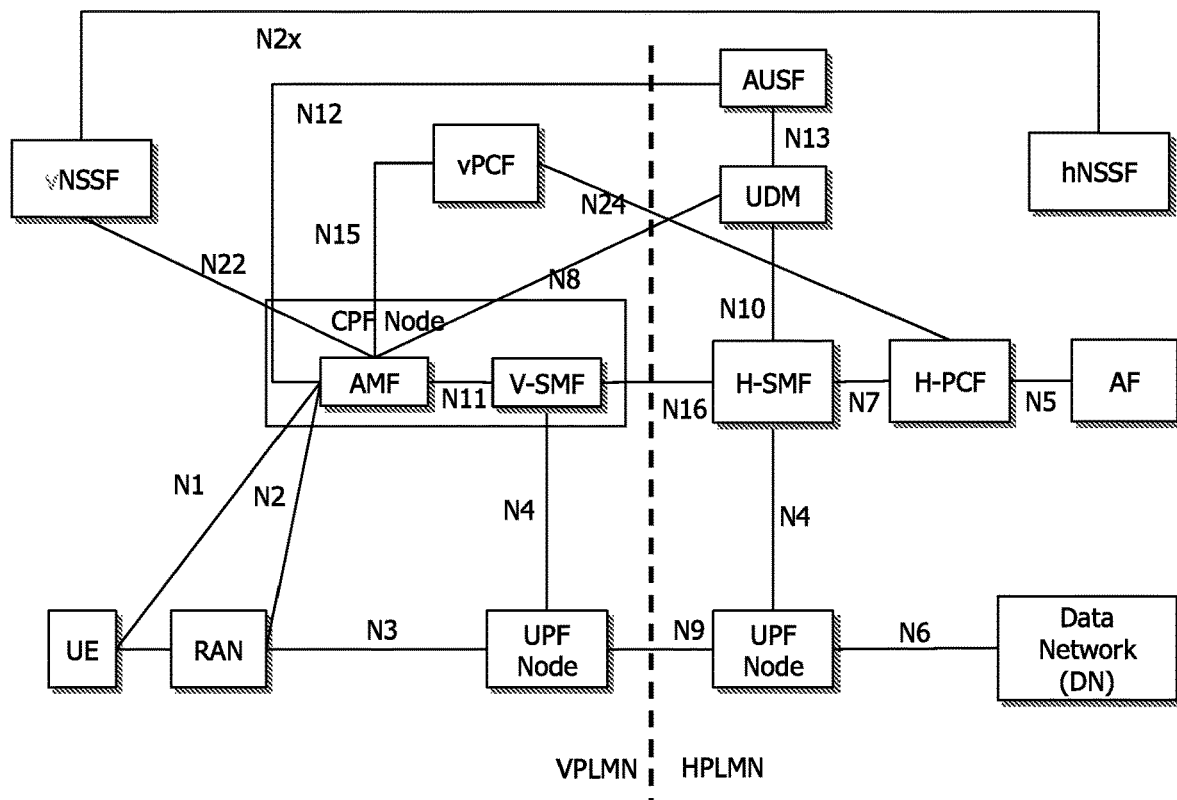 N2x
AUSF
N12
N13
vNSSF
vPCF
hNSSF
UDM
N24
N15
N22
N8
N10
CPF Node
AMF
N11
V-SMF
N16
H-SMF
N7
H-PCF
N5
AF
N1
N2
N4
N4
UE
RAN
N3
UPF
Node
N9
UPF
Node
N6
Data
Network
(DN)
VPLMN
HPLMN